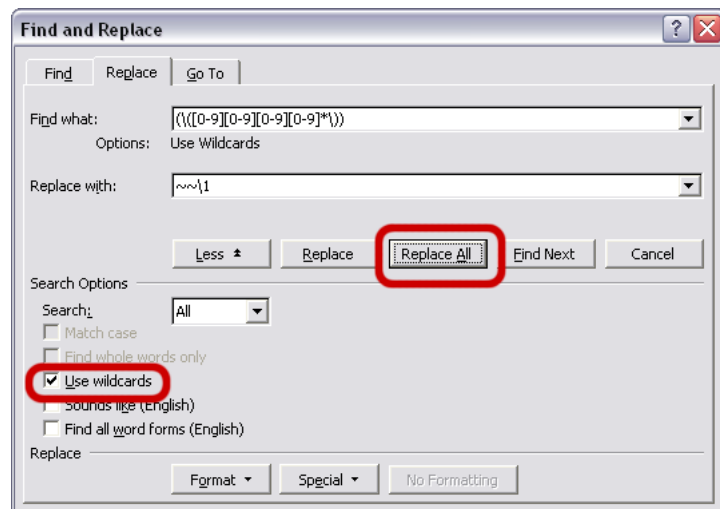 Find and Replace
Find Replace Go To
Find what: (\([0-9][0-9][0-9][0-9]*\))
Options: Use Wildcards
Replace with: ~~\1
Less Replace Replace All Find Next Cancel
Search Options
Search: All
Match case
Find whole words only
Use wildcards
Sounds like (English)
Find all word forms (English)
Replace
Format Special No Formatting